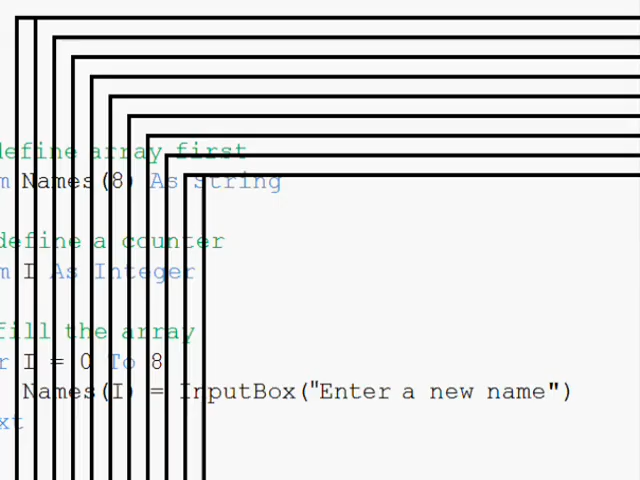 define array first
m Names(8) As String
define a counter
m I As Integer
fill the array
r I = 0 To 8
Names(I) = InputBox("Enter a new name")
xt